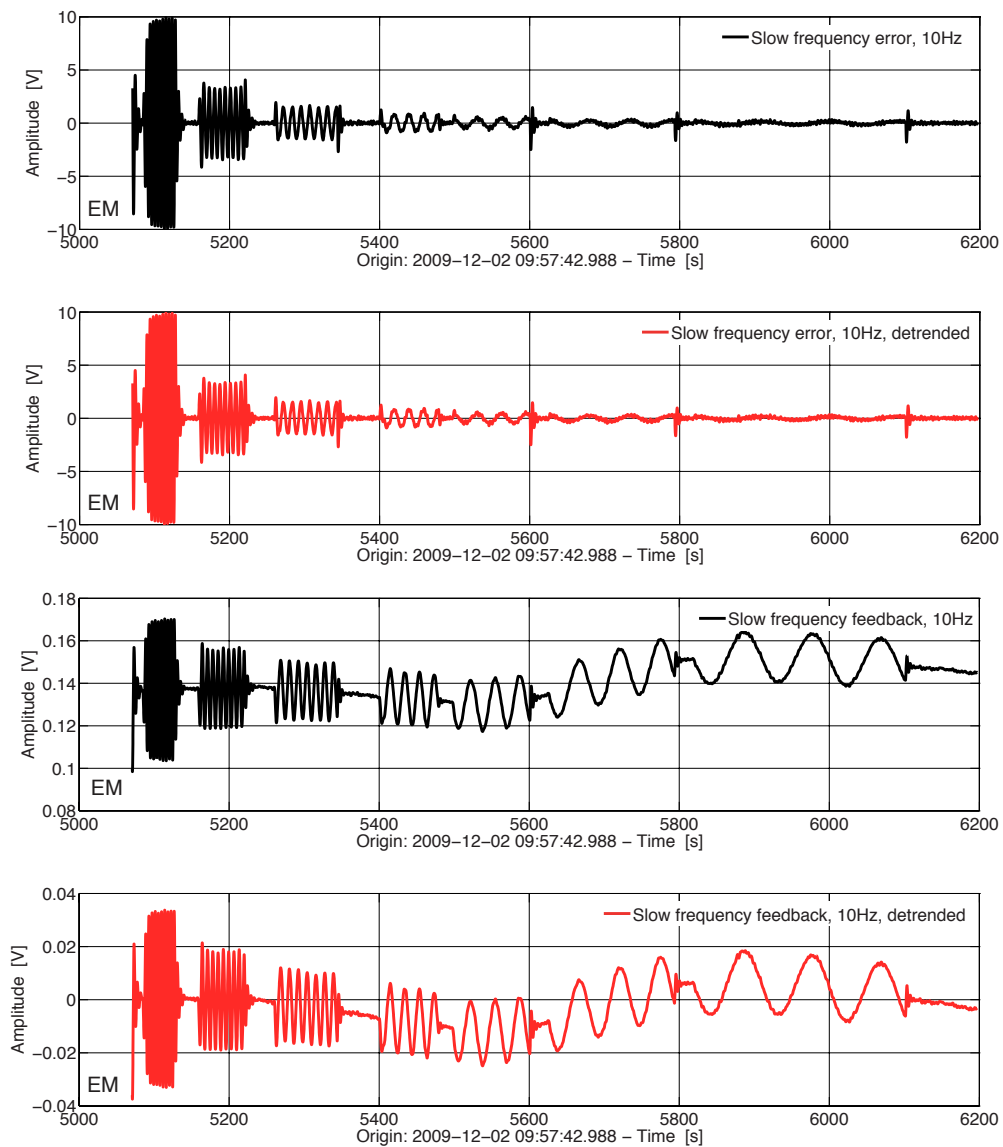 10
Slow frequency error, 10Hz
5
0
−5
−10
Amplitude [V]
EM
5000 5200 5400 5600 5800 6000 6200
Origin: 2009−12−02 09:57:42.988 − Time [s]
10
Slow frequency error, 10Hz, detrended
5
0
−5
−10
Amplitude [V]
EM
5000 5200 5400 5600 5800 6000 6200
Origin: 2009−12−02 09:57:42.988 − Time [s]
0.18
Slow frequency feedback, 10Hz
0.16
0.14
0.12
0.1
0.08
Amplitude [V]
EM
5000 5200 5400 5600 5800 6000 6200
Origin: 2009−12−02 09:57:42.988 − Time [s]
0.04
Slow frequency feedback, 10Hz, detrended
0.02
0
−0.02
−0.04
Amplitude [V]
EM
5000 5200 5400 5600 5800 6000 6200
Origin: 2009−12−02 09:57:42.988 − Time [s]